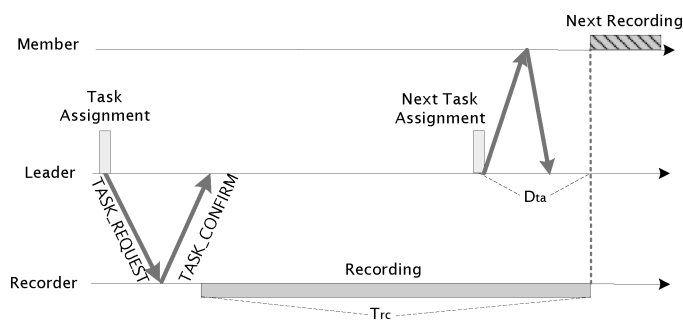 Next Recording
Member
Task
Assignment
Next Task
Assignment
Leader
TASK_REQUEST
TASK_CONFIRM
Dta
Recording
Recorder
Trc